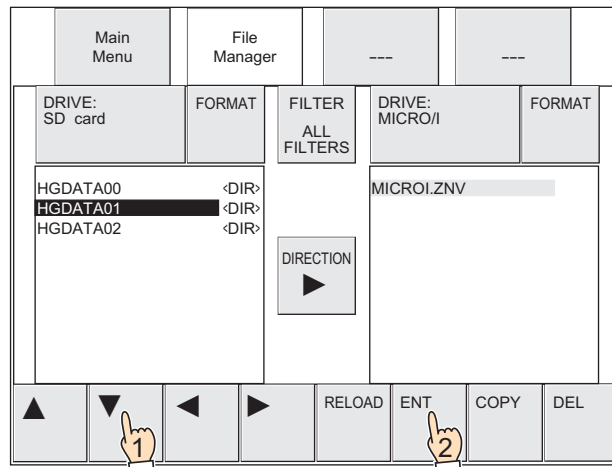 Main
Menu
File
Manager
---
---
DRIVE:
SD card
FORMAT
FILTER
ALL
FILTERS
DRIVE:
MICRO/I
FORMAT
HGDATA00 <DIR>
HGDATA01 <DIR>
HGDATA02 <DIR>
MICROI.ZNV
DIRECTION
▶
▲ ▼ ◀ ▶ RELOAD ENT COPY DEL
1
2